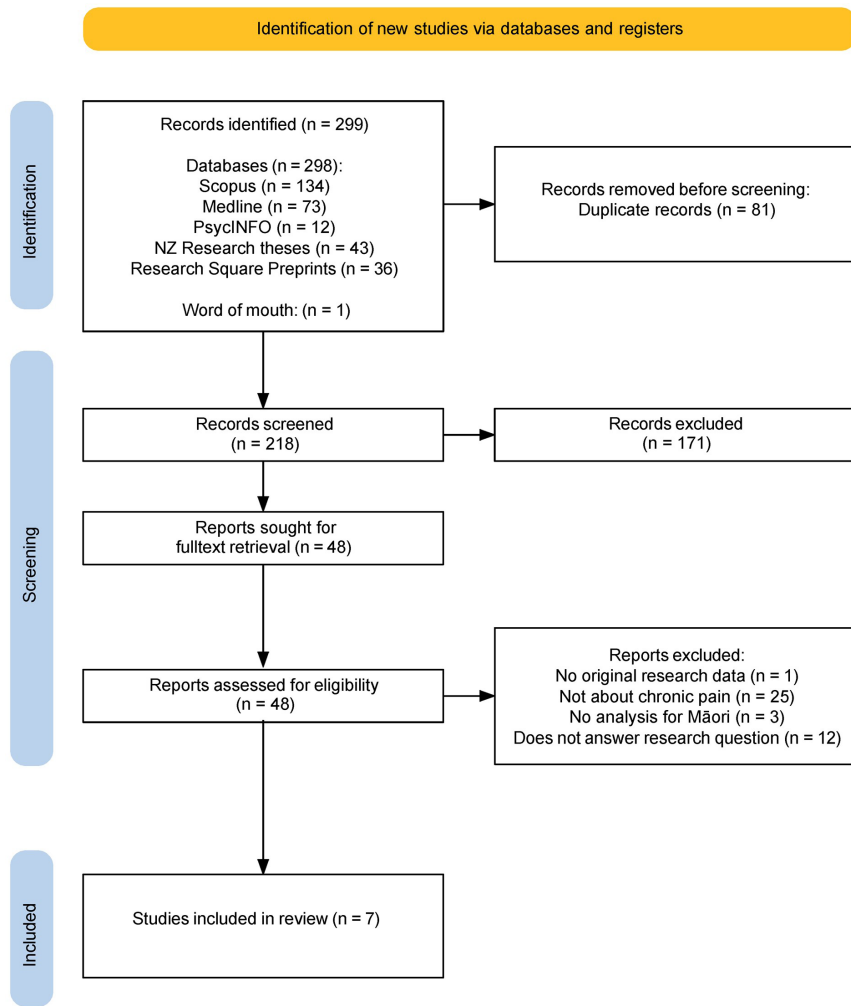 Identification of new studies via databases and registers
Identification
Records identified (n = 299)
Databases (n = 298):
Scopus (n = 134)
Medline (n = 73)
PsycINFO (n = 12)
NZ Research theses (n = 43)
Research Square Preprints (n = 36)
Word of mouth: (n = 1)
Records removed before screening:
Duplicate records (n = 81)
Screening
Records screened
(n = 218)
Records excluded
(n = 171)
Reports sought for
fulltext retrieval (n = 48)
Reports assessed for eligibility
(n = 48)
Reports excluded:
No original research data (n = 1)
Not about chronic pain (n = 25)
No analysis for Māori (n = 3)
Does not answer research question (n = 12)
Included
Studies included in review (n = 7)